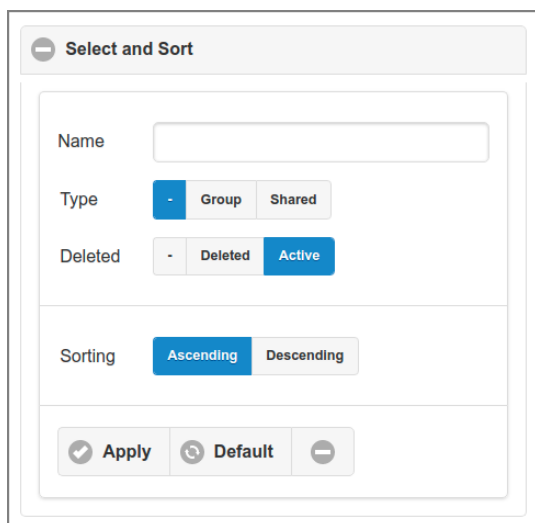 Select and Sort
Name
Type - Group Shared
Deleted - Deleted Active
Sorting Ascending Descending
Apply Default